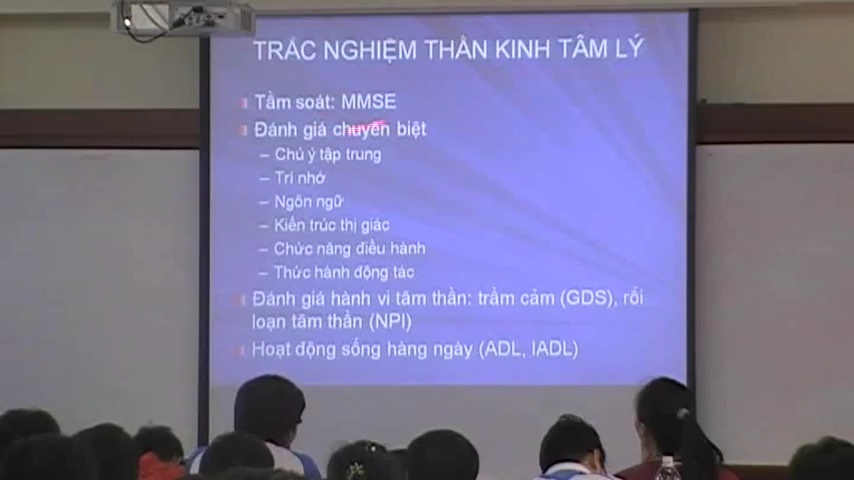 TRẮC NGHIỆM THẦN KINH TÂM LÝ
Tầm soát: MMSE
Đánh giá chuyên biệt
– Chú ý tập trung
– Trí nhớ
– Ngôn ngữ
– Kiến trúc thị giác
– Chức năng điều hành
– Thực hành động tác
Đánh giá hành vi tâm thần: trầm cảm (GDS), rối
loạn tâm thần (NPI)
Hoạt động sống hàng ngày (ADL, IADL)